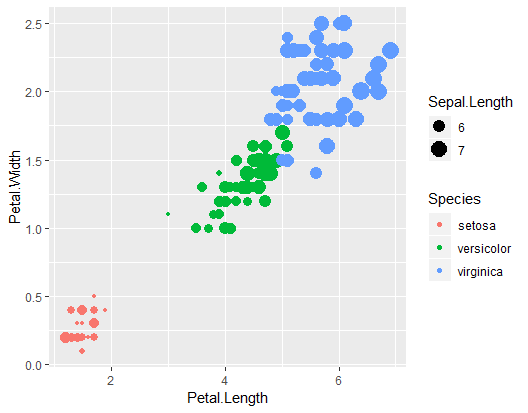 2.5
2.0
1.5
1.0
0.5
0.0
Petal.Width
2
4
6
Petal.Length
Sepal.Length
6
7
Species
setosa
versicolor
virginica